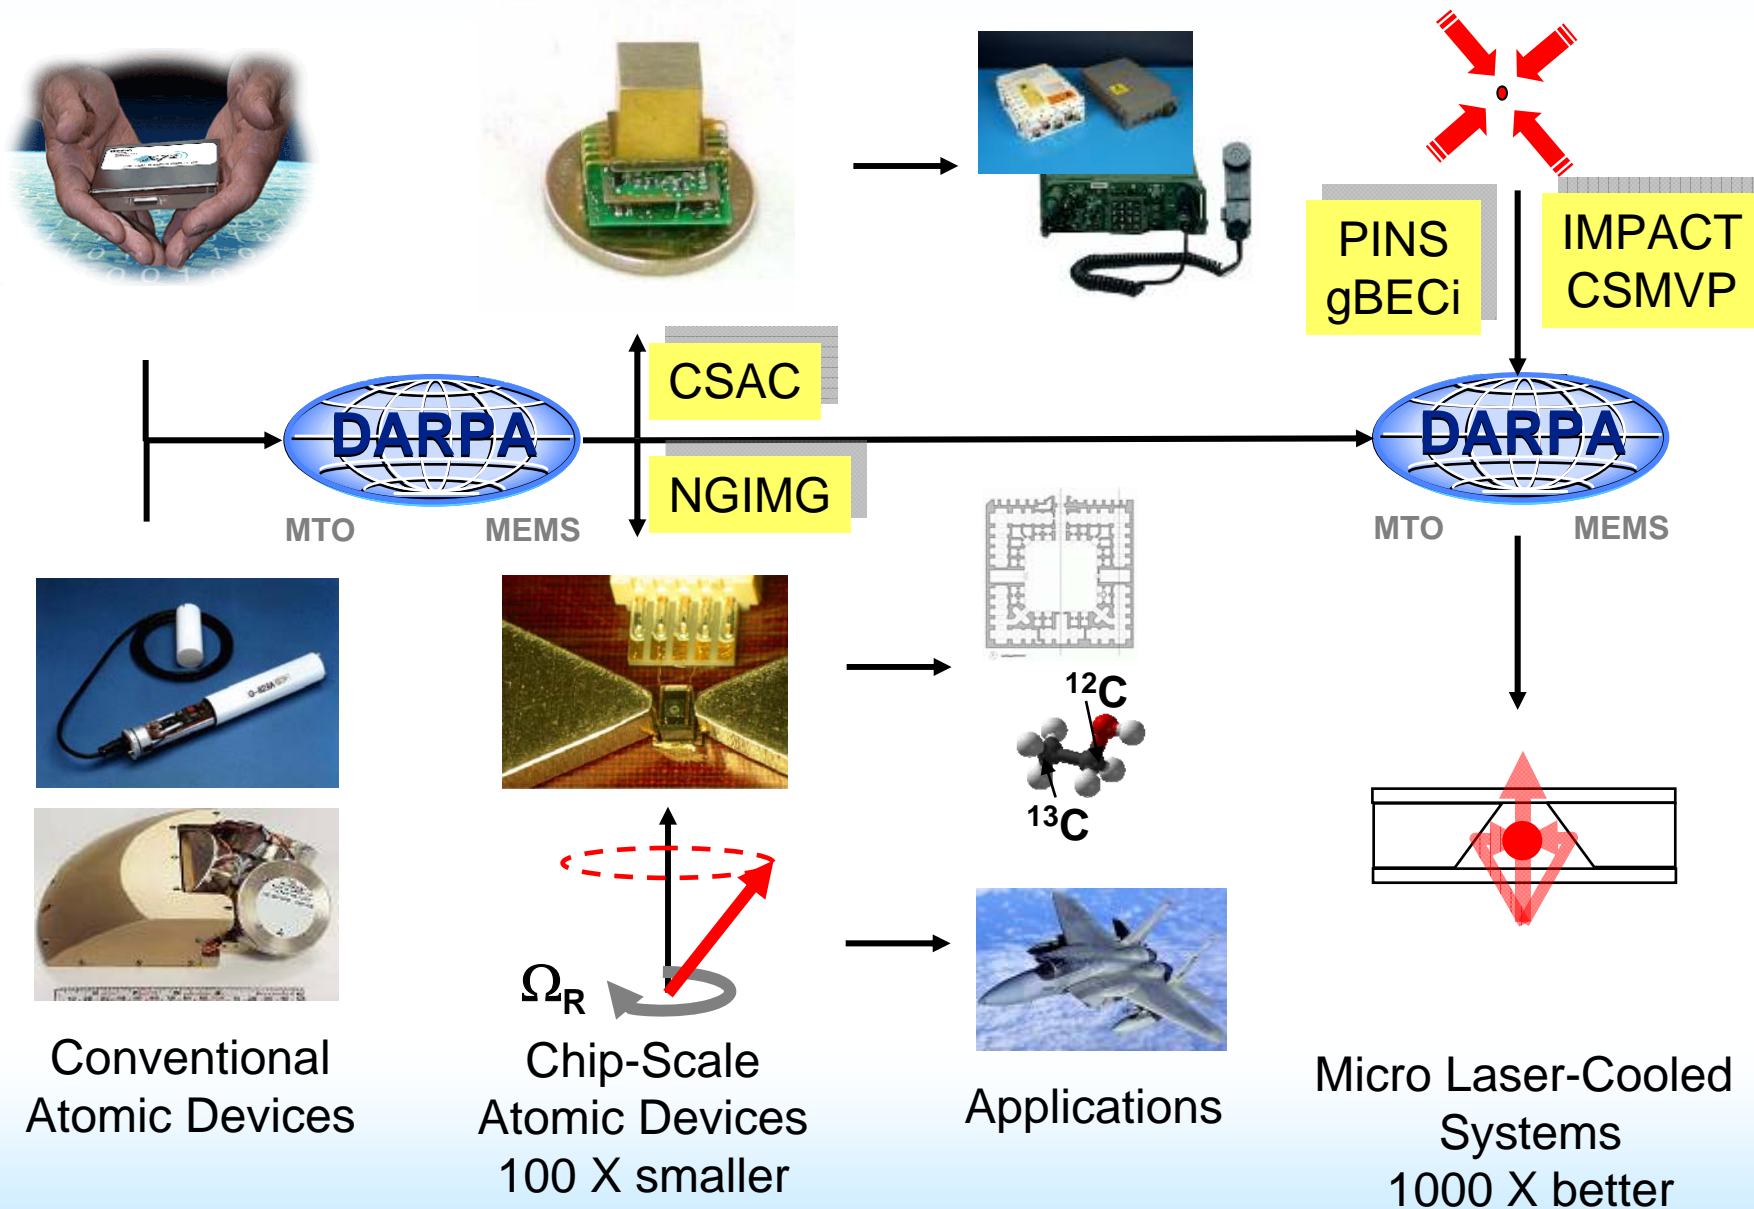 PINS
gBECi
IMPACT
CSMVP
CSAC
DARPA
NGIMG
MTO MEMS
DARPA
MTO MEMS
G-823A
12C
13C
ΩR
Conventional
Atomic Devices
Chip-Scale
Atomic Devices
100 X smaller
Applications
Micro Laser-Cooled
Systems
1000 X better